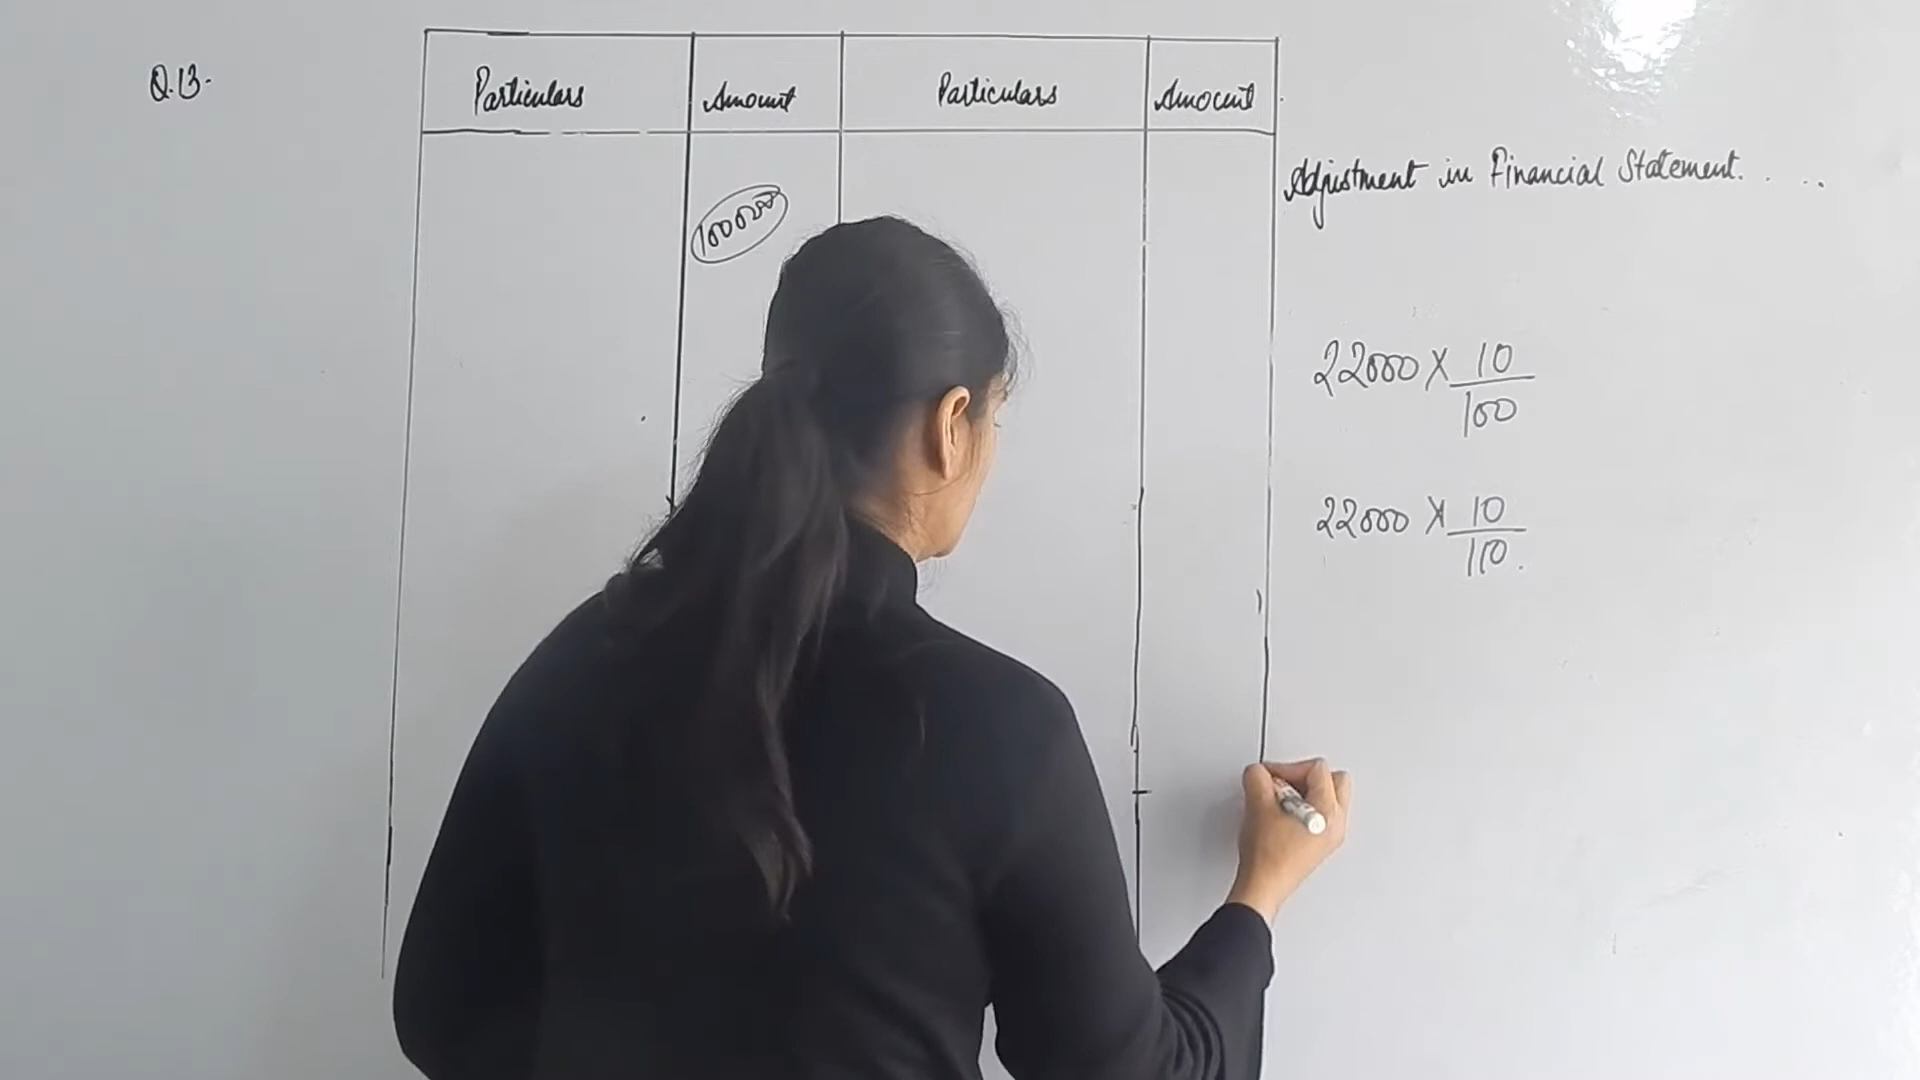 Q.13.
Particulars Amount Particulars Amount
Adjustment in Financial Statement. . . .
100000
22000 X 10/100
22000 X 10/110.